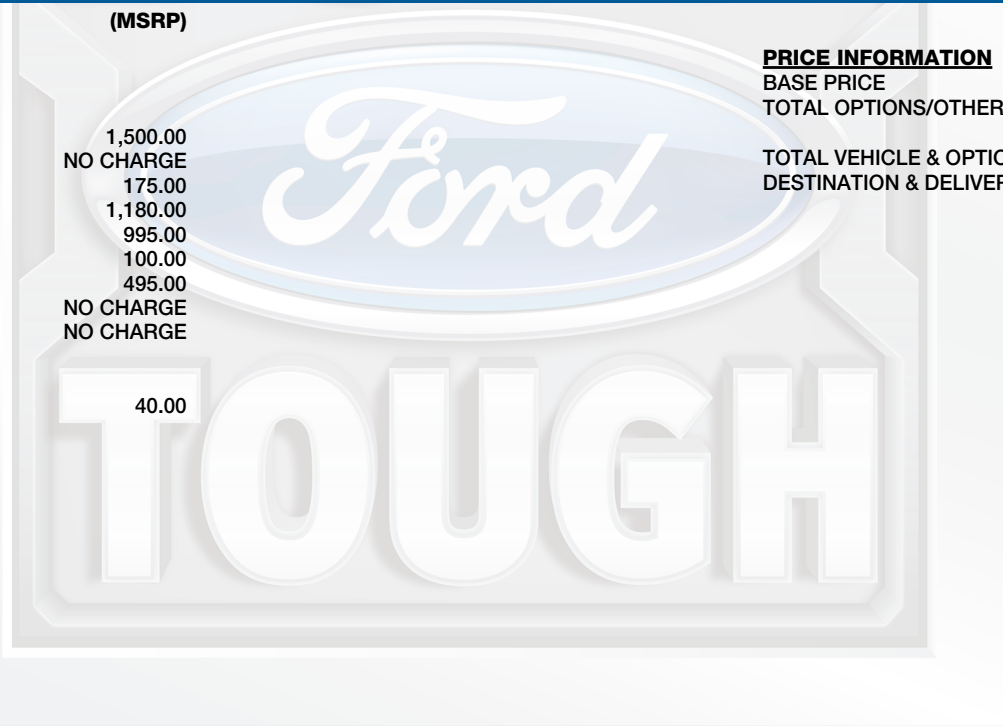 (MSRP)
1,500.00
NO CHARGE
175.00
1,180.00
995.00
100.00
495.00
NO CHARGE
NO CHARGE
40.00
PRICE INFORMATION
BASE PRICE
TOTAL OPTIONS/OTHER
TOTAL VEHICLE & OPTIO
DESTINATION & DELIVER
Ford
TOUGH